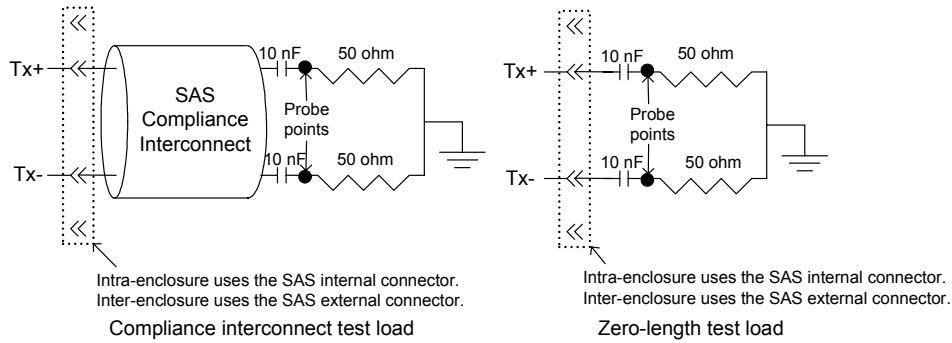 Tx+
Tx-
SAS
Compliance
Interconnect
10 nF
50 ohm
Probe
points
10 nF
50 ohm
Intra-enclosure uses the SAS internal connector.
Inter-enclosure uses the SAS external connector.
Compliance interconnect test load
Tx+
Tx-
10 nF
50 ohm
Probe
points
10 nF
50 ohm
Intra-enclosure uses the SAS internal connector.
Inter-enclosure uses the SAS external connector.
Zero-length test load